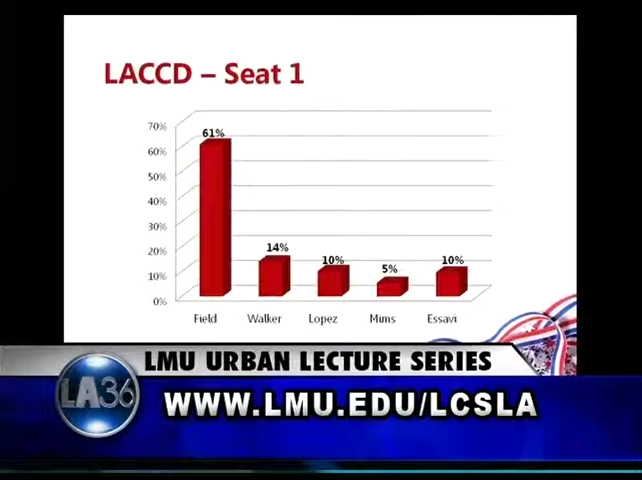 LACCD – Seat 1
70%
60%
50%
40%
30%
20%
10%
0%
61%
14%
10%
5%
10%
Field Walker Lopez Mims Essavi
LMU URBAN LECTURE SERIES
LA36
WWW.LMU.EDU/LCSLA